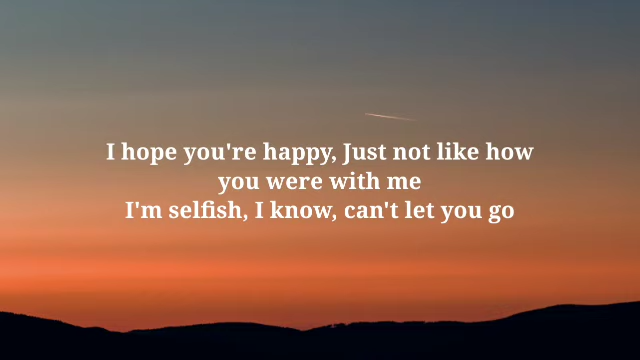 I hope you're happy, Just not like how
you were with me
I'm selfish, I know, can't let you go